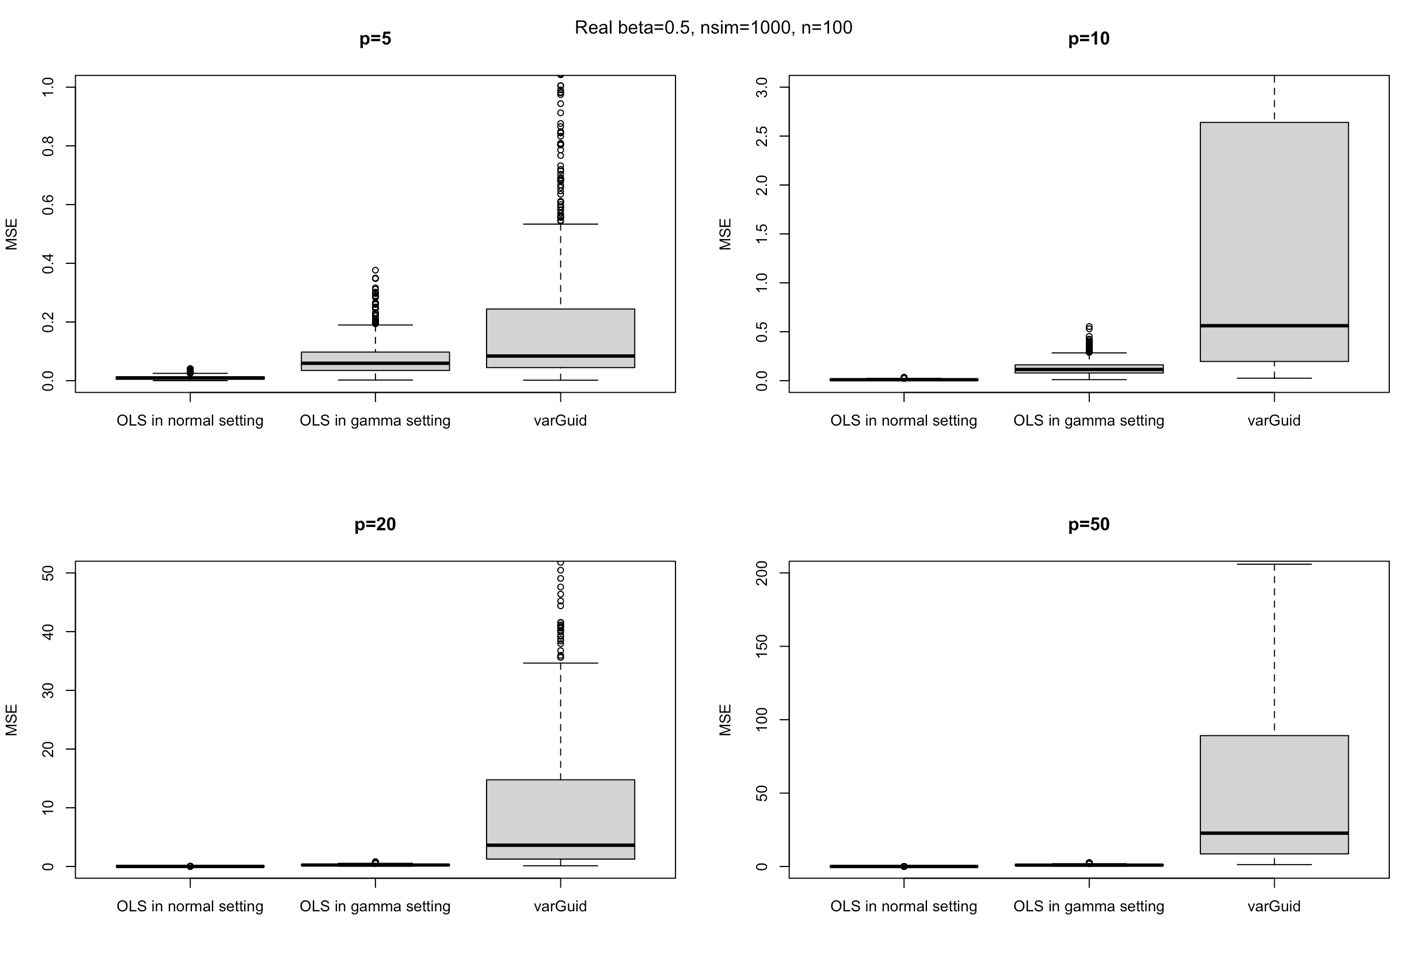 Real beta=0.5, nsim=1000, n=100
p=5
MSE
1.0
0.8
0.6
0.4
0.2
0.0
OLS in normal setting
OLS in gamma setting
varGuid
p=10
MSE
3.0
2.5
2.0
1.5
1.0
0.5
0.0
OLS in normal setting
OLS in gamma setting
varGuid
p=20
MSE
50
40
30
20
10
0
OLS in normal setting
OLS in gamma setting
varGuid
p=50
MSE
200
150
100
50
0
OLS in normal setting
OLS in gamma setting
varGuid